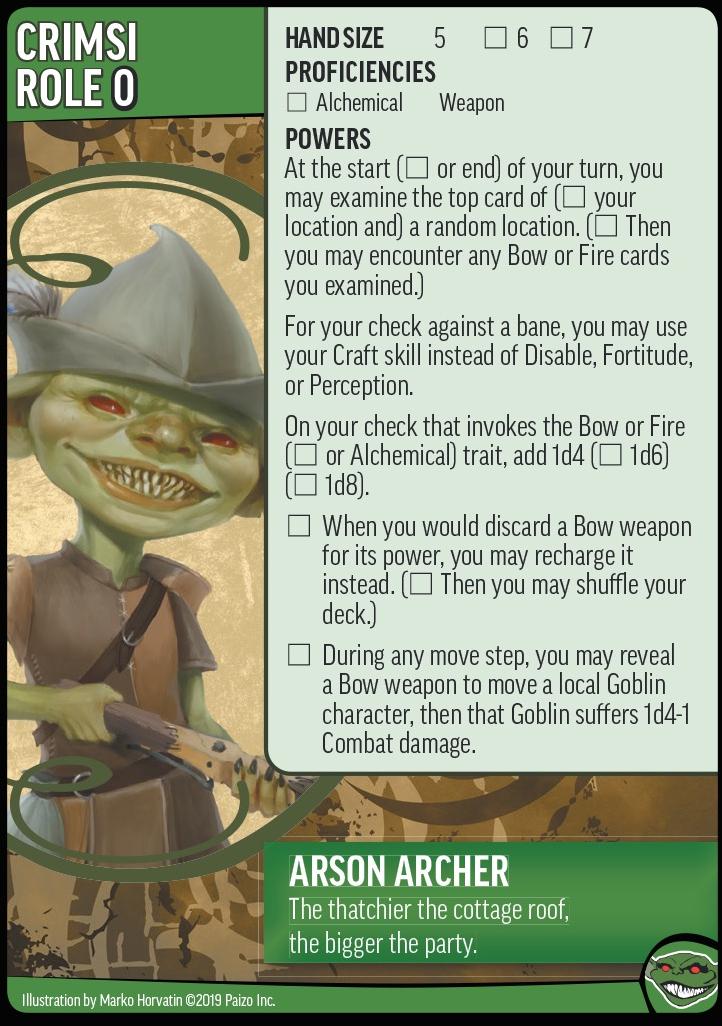 CRIMSI
ROLE O
HAND SIZE 5 □ 6 □ 7
PROFICIENCIES
□ Alchemical Weapon
POWERS
At the start (□ or end) of your turn, you
may examine the top card of (□ your
location and) a random location. (□ Then
you may encounter any Bow or Fire cards
you examined.)
For your check against a bane, you may use
your Craft skill instead of Disable, Fortitude,
or Perception.
On your check that invokes the Bow or Fire
(□ or Alchemical) trait, add 1d4 (□ 1d6)
(□ 1d8).
□ When you would discard a Bow weapon
for its power, you may recharge it
instead. (□ Then you may shuffle your
deck.)
□ During any move step, you may reveal
a Bow weapon to move a local Goblin
character, then that Goblin suffers 1d4-1
Combat damage.
ARSON ARCHER
The thatchier the cottage roof,
the bigger the party.
Illustration by Marko Horvatin ©2019 Paizo Inc.